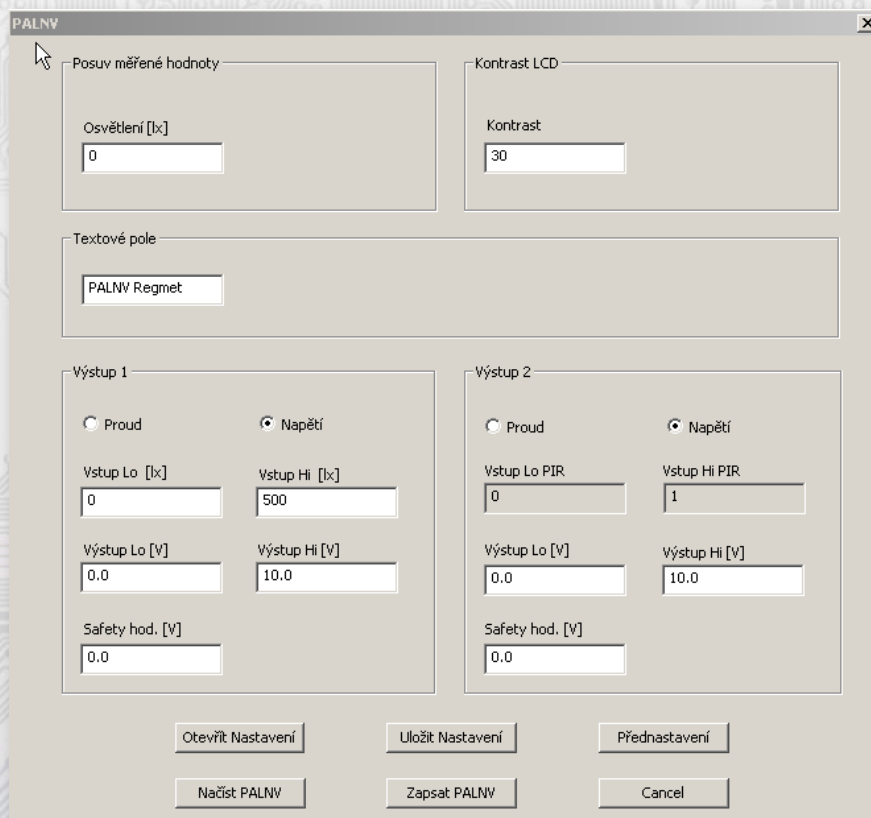 PALNV
Posuv měřené hodnoty
Osvětlení [lx]
0
Kontrast LCD
Kontrast
30
Textové pole
PALNV Regmet
Výstup 1
Proud
Napětí
Vstup Lo [lx]
Vstup Hi [lx]
0
500
Výstup Lo [V]
Výstup Hi [V]
0.0
10.0
Safety hod. [V]
0.0
Výstup 2
Proud
Napětí
Vstup Lo PIR
Vstup Hi PIR
0
1
Výstup Lo [V]
Výstup Hi [V]
0.0
10.0
Safety hod. [V]
0.0
Otevřít Nastavení
Uložit Nastavení
Přednastavení
Načíst PALNV
Zapsat PALNV
Cancel